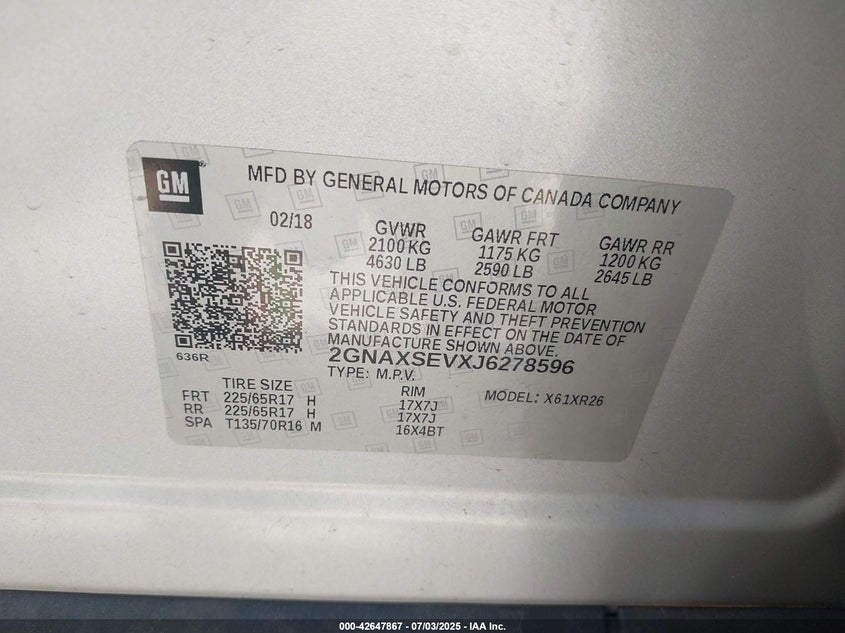 GM
MFD BY GENERAL MOTORS OF CANADA COMPANY
02/18
GVWR
2100 KG
4630 LB
GAWR FRT
1175 KG
2590 LB
GAWR RR
1200 KG
2645 LB
THIS VEHICLE CONFORMS TO ALL
APPLICABLE U.S. FEDERAL MOTOR
VEHICLE SAFETY AND THEFT PREVENTION
STANDARDS IN EFFECT ON THE DATE OF
MANUFACTURE SHOWN ABOVE.
636R
2GNAXSEVXJ6278596
TYPE: M.P.V.
TIRE SIZE
RIM
MODEL: X61XR26
FRT 225/65R17 H 17X7J
RR 225/65R17 H 17X7J
SPA T135/70R16 M 16X4BT
000-42647867 - 07/03/2025 - IAA Inc.